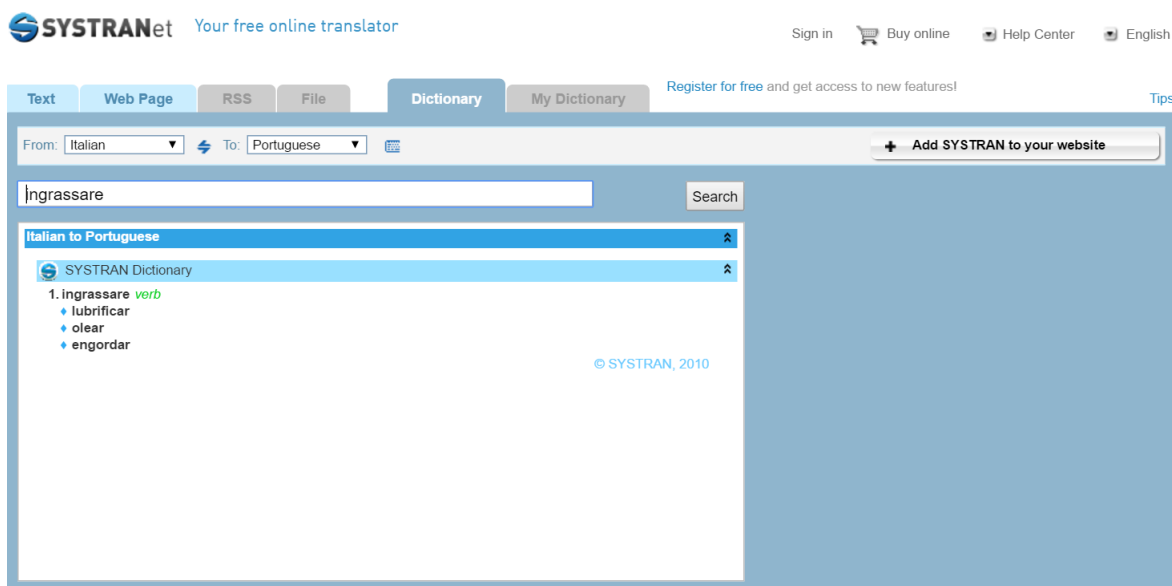 SYSTRANet Your free online translator
Sign in Buy online Help Center English
Text Web Page RSS File Dictionary My Dictionary Register for free and get access to new features!
Tips
From: Italian To: Portuguese + Add SYSTRAN to your website
ingrassare Search
Italian to Portuguese
SYSTRAN Dictionary
1. ingrassare verb
lubrificar
olear
engordar
© SYSTRAN, 2010